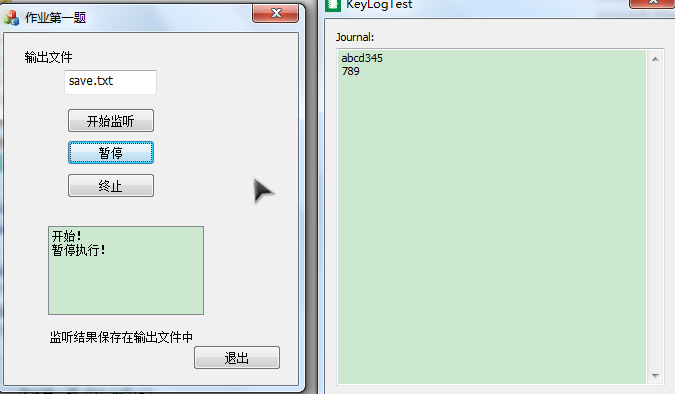 作业第一题
输出文件
save.txt
开始监听
暂停
终止
开始!
暂停执行!
监听结果保存在输出文件中
退出
KeyLogTest
Journal:
abcd345
789